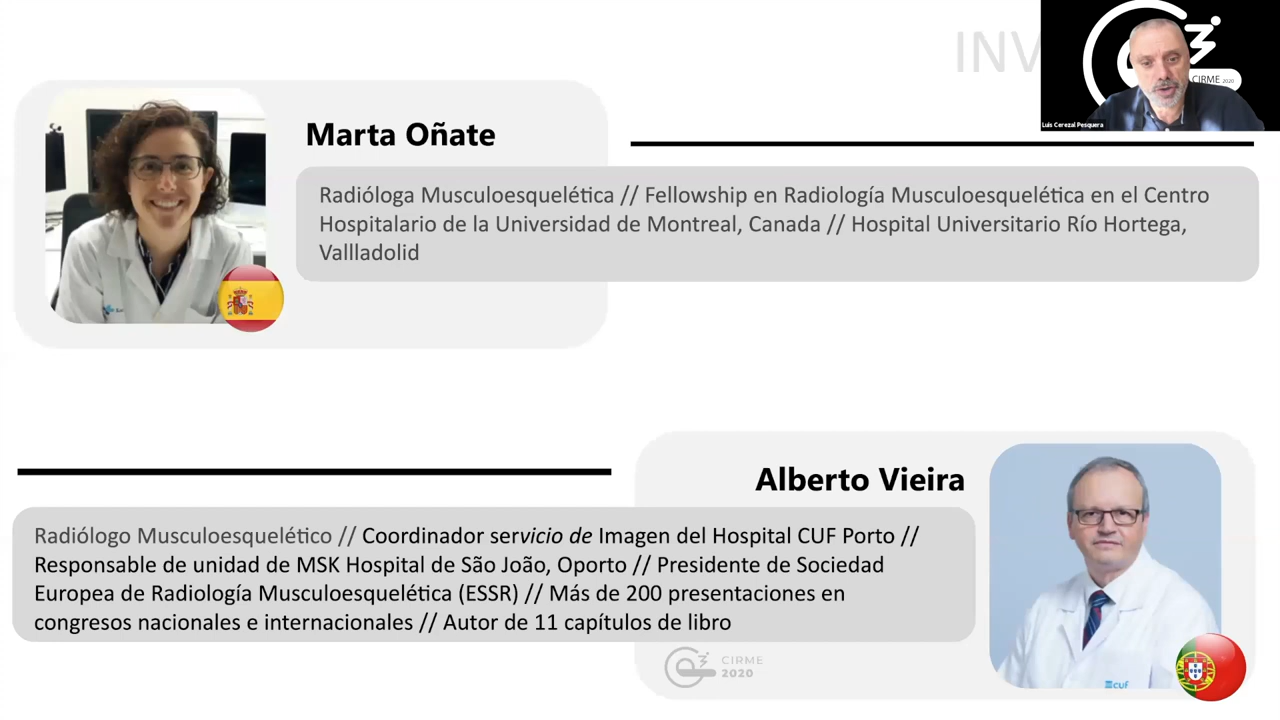 INV
CIRME 2020
Luis Cerezal Pesquera
Marta Oñate
Radióloga Musculoesquelética // Fellowship en Radiología Musculoesquelética en el Centro
Hospitalario de la Universidad de Montreal, Canada // Hospital Universitario Río Hortega,
Vallladolid
Alberto Vieira
Radiólogo Musculoesquelético // Coordinador servicio de Imagen del Hospital CUF Porto //
Responsable de unidad de MSK Hospital de São João, Oporto // Presidente de Sociedad
Europea de Radiología Musculoesquelética (ESSR) // Más de 200 presentaciones en
congresos nacionales e internacionales // Autor de 11 capítulos de libro
CIRME
2020
cuf